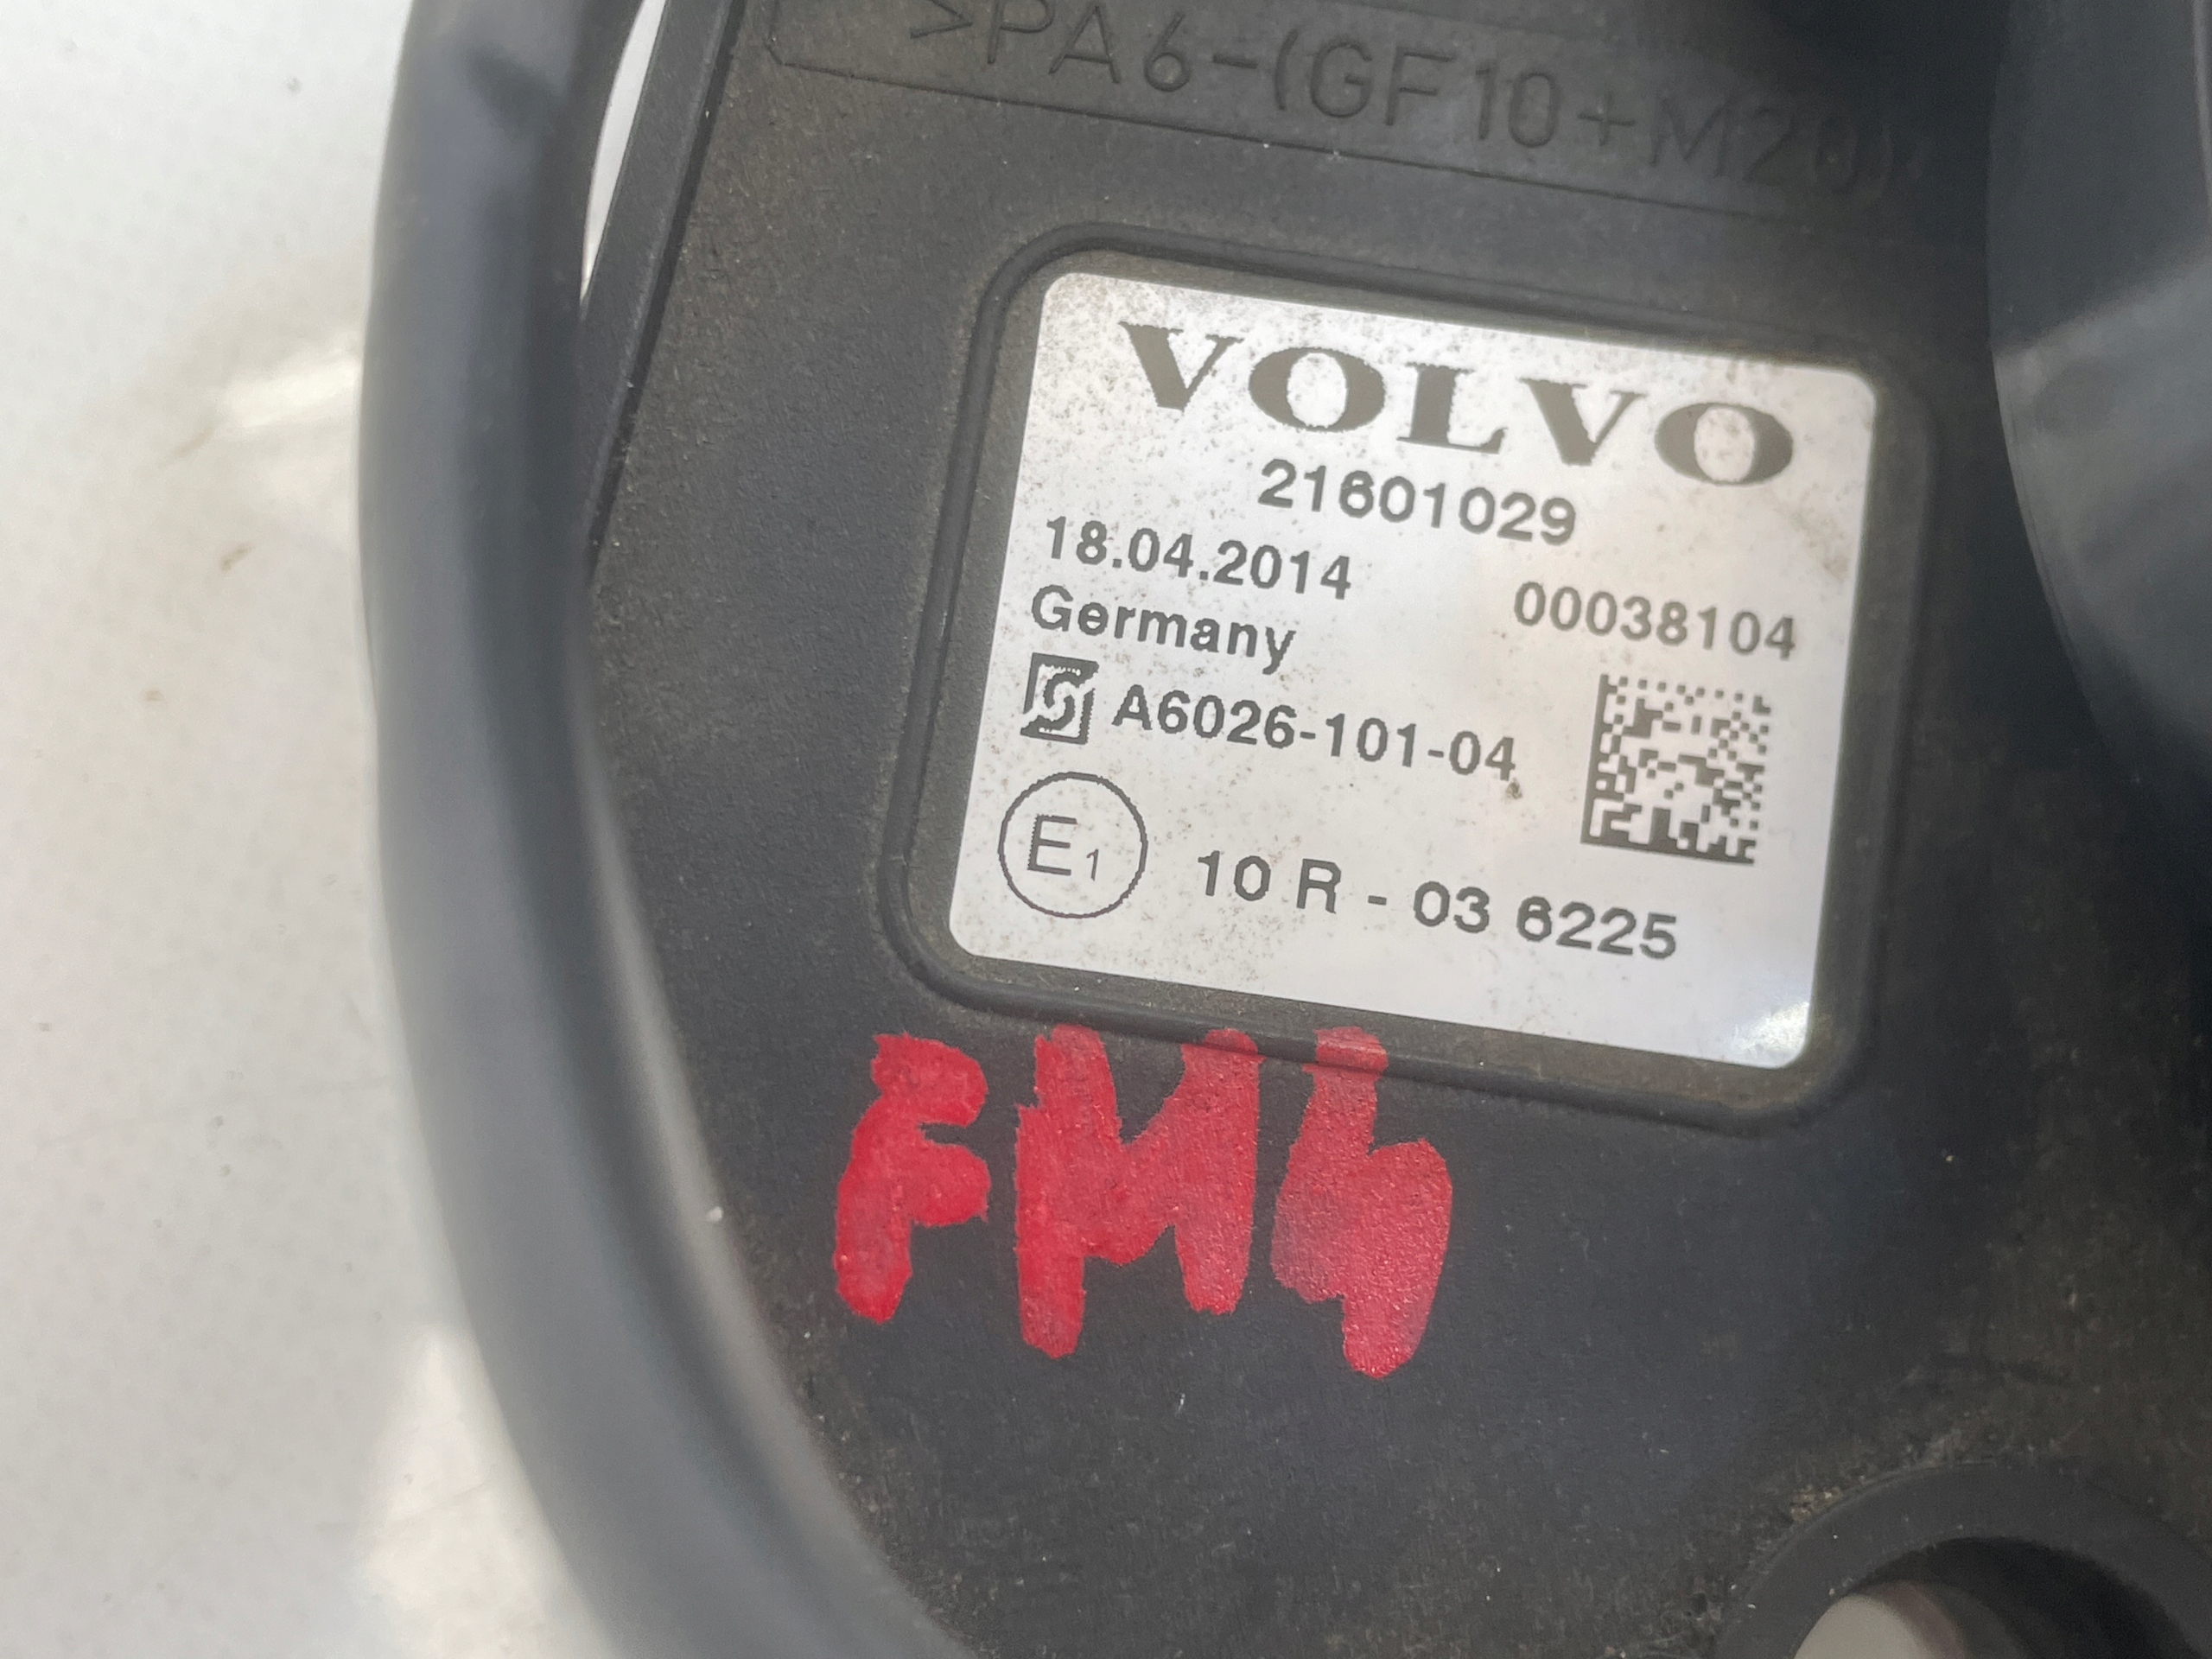 >PA6-(GF10+M20)
VOLVO
21601029
18.04.2014
00038104
Germany
A6026-101-04
E1
10 R - 03 6225
FM4